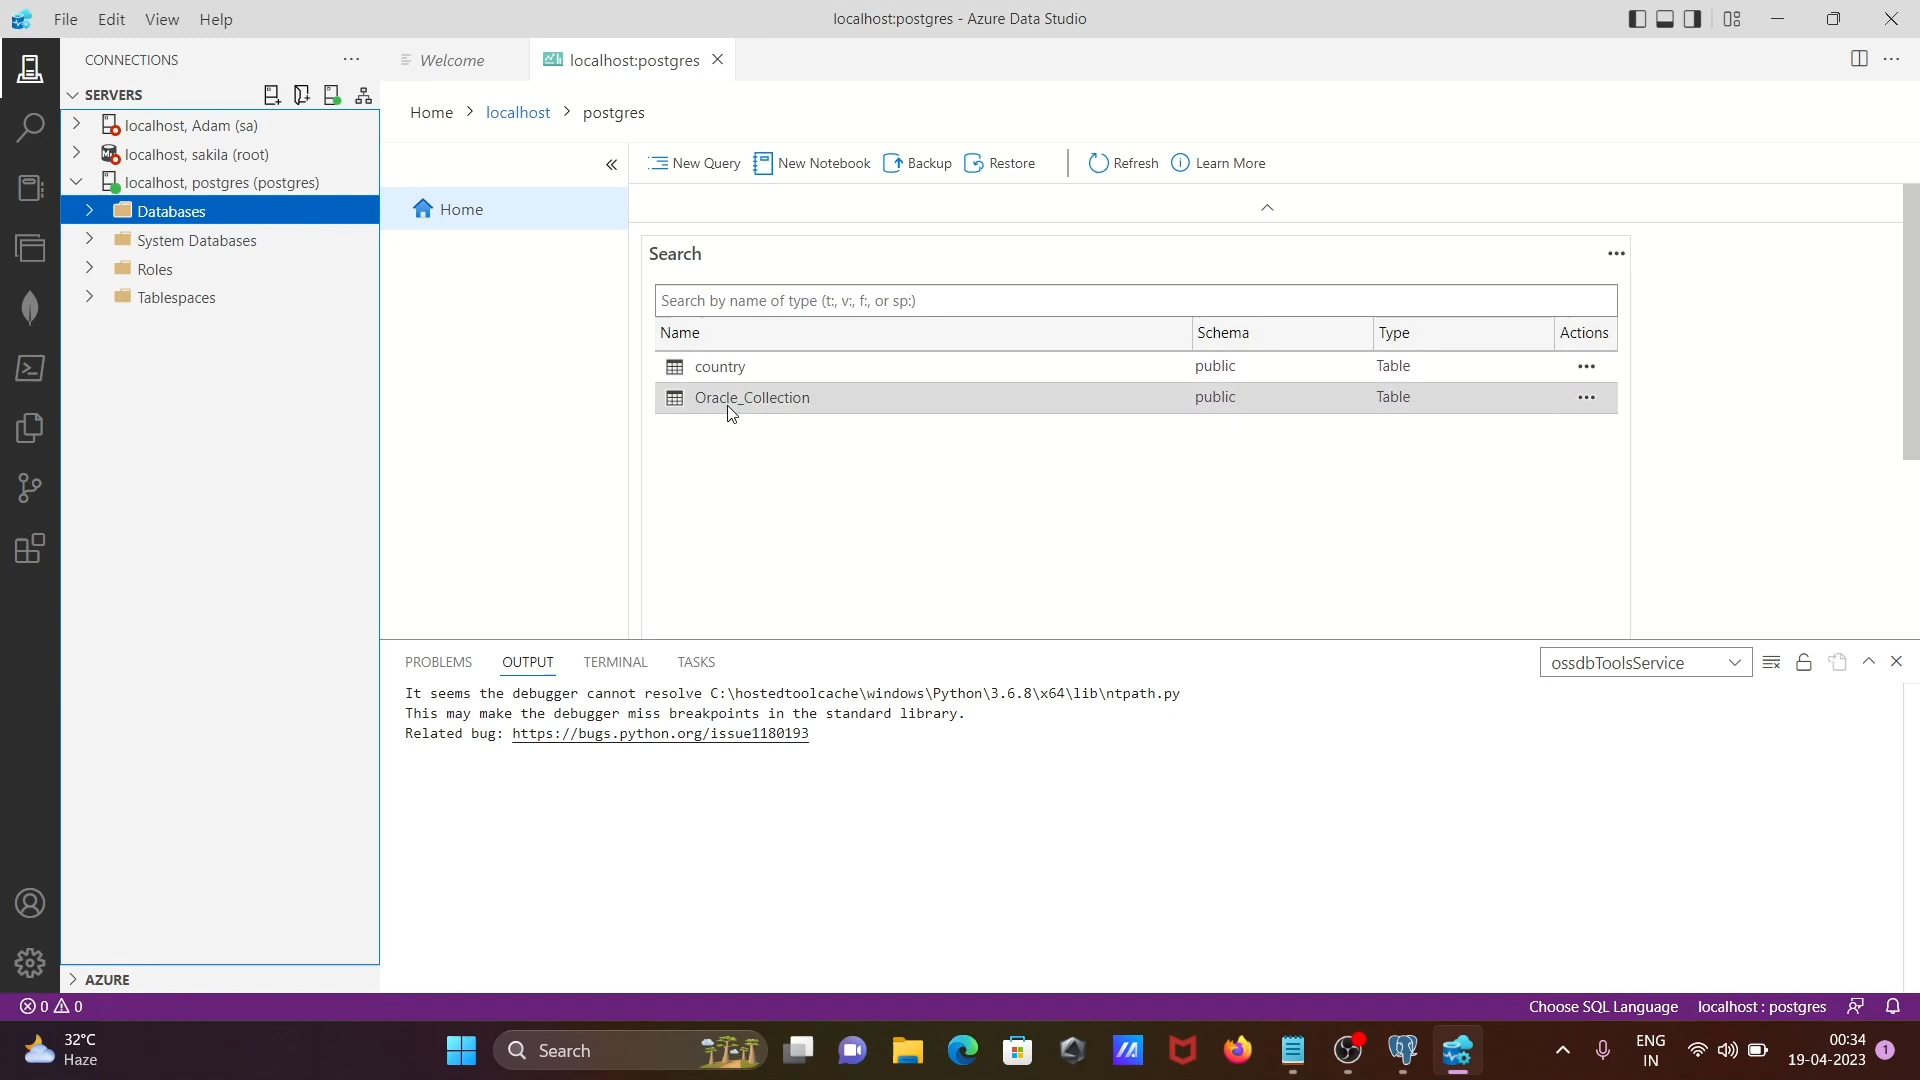 File Edit View Help
localhost:postgres - Azure Data Studio
CONNECTIONS
SERVERS
localhost, Adam (sa)
localhost, sakila (root)
localhost, postgres (postgres)
Databases
System Databases
Roles
Tablespaces
AZURE
Welcome
localhost:postgres
Home > localhost > postgres
New Query New Notebook Backup Restore Refresh Learn More
Home
Search
Search by name of type (t:, v:, f:, or sp:)
Name Schema Type Actions
country public Table
Oracle_Collection public Table
PROBLEMS OUTPUT TERMINAL TASKS
ossdbToolsService
It seems the debugger cannot resolve C:\hostedtoolcache\windows\Python\3.6.8\x64\lib\ntpath.py
This may make the debugger miss breakpoints in the standard library.
Related bug: https://bugs.python.org/issue1180193
0 0
Choose SQL Language localhost : postgres
32°C
Haze
Search
ENG
IN
00:34
19-04-2023
1